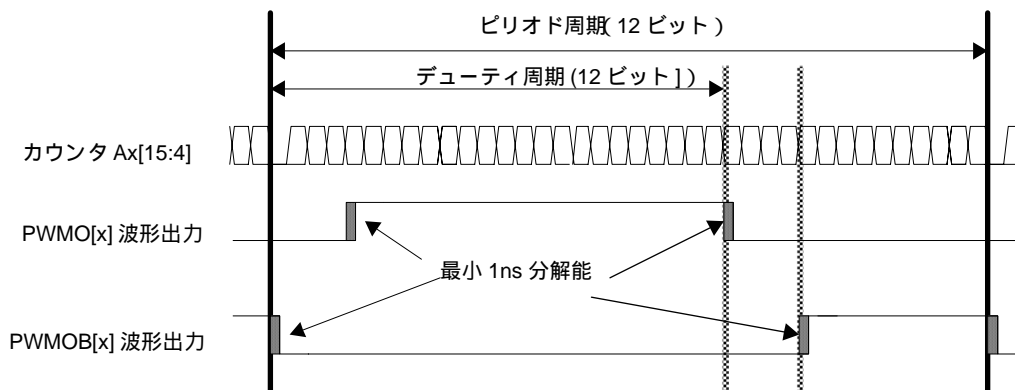 ピリオド周期( 12 ビット )
デューティ周期 (12 ビット ] )
カウンタ Ax[15:4]
PWMO[x] 波形出力
最小 1ns 分解能
PWMOB[x] 波形出力